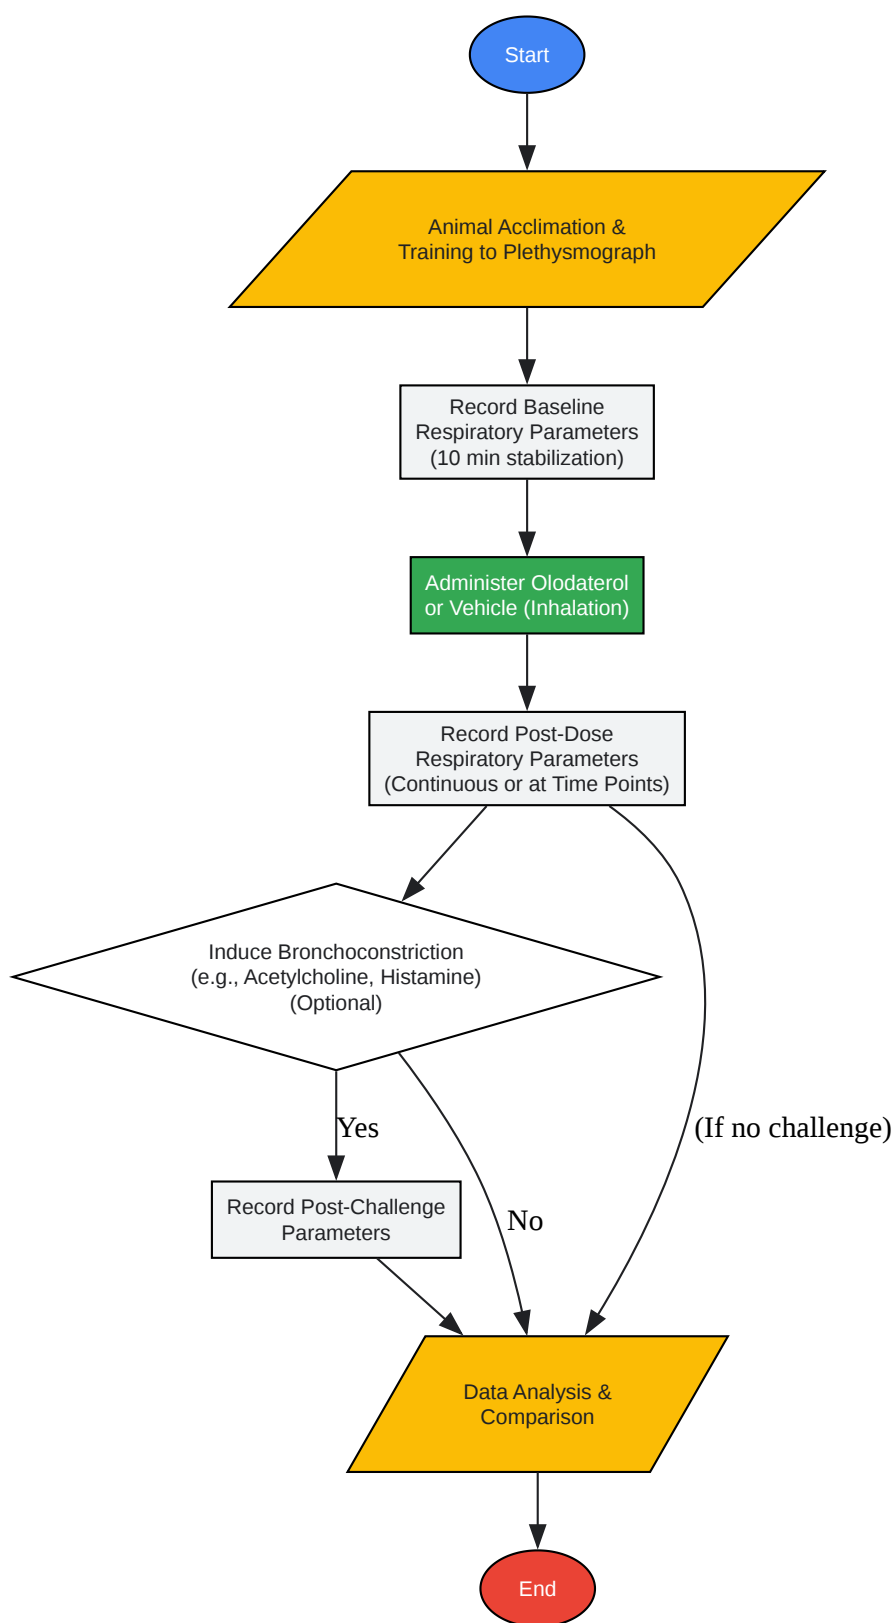 Start
Animal Acclimation &
Training to Plethysmograph
Record Baseline
Respiratory Parameters
(10 min stabilization)
Administer Olodaterol
or Vehicle (Inhalation)
Record Post-Dose
Respiratory Parameters
(Continuous or at Time Points)
Induce Bronchoconstriction
(e.g., Acetylcholine, Histamine)
(Optional)
Yes
(If no challenge)
Record Post-Challenge
Parameters
No
Data Analysis &
Comparison
End